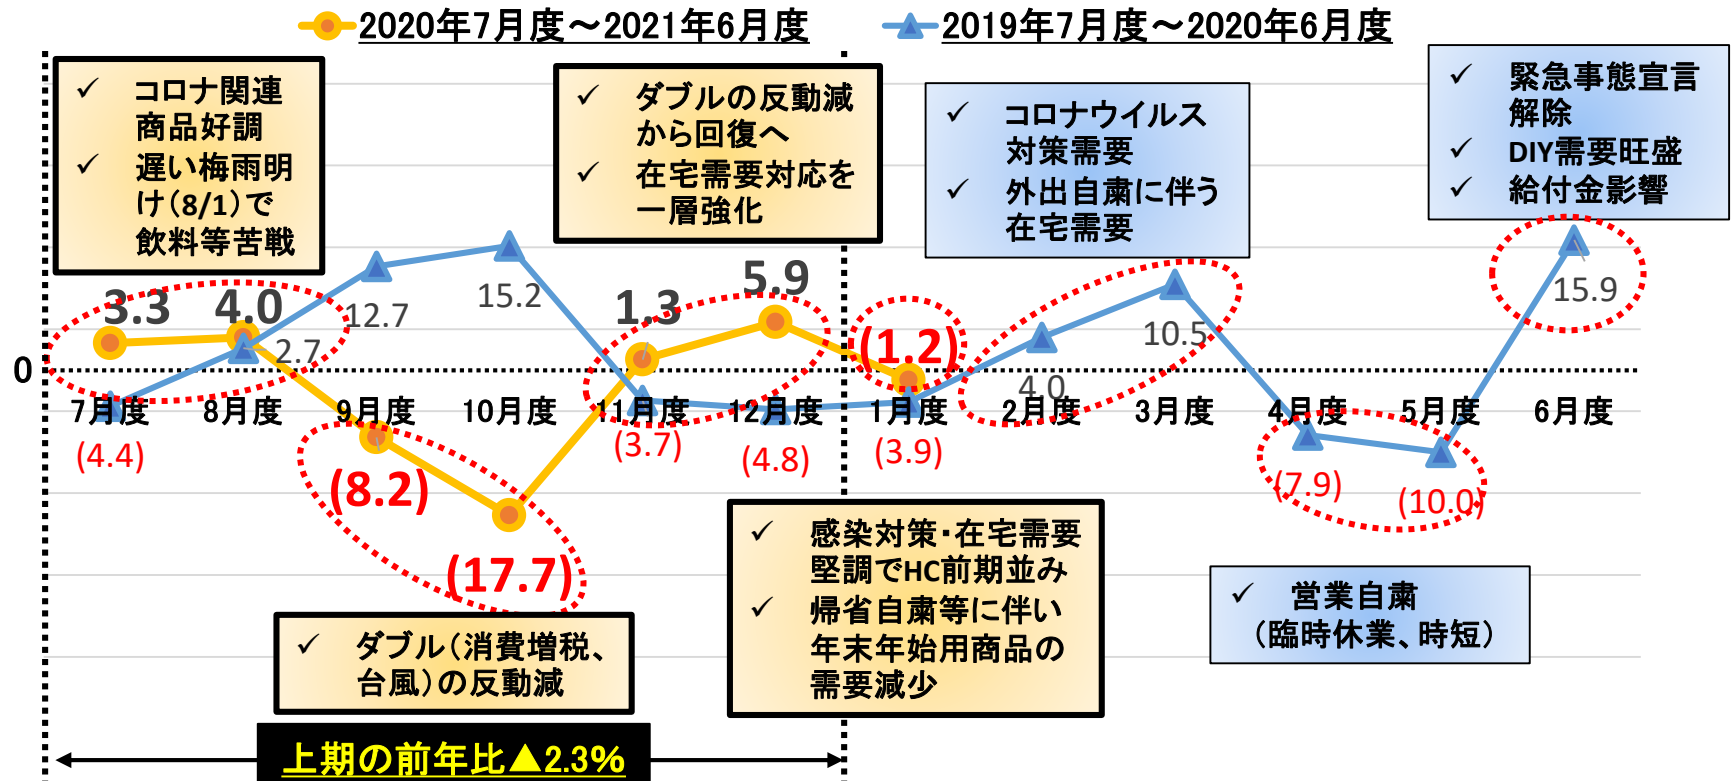 2020年7月度～2021年6月度
2019年7月度～2020年6月度
✓ コロナ関連
商品好調
✓ 遅い梅雨明
け（8/1）で
飲料等苦戦
✓ ダブルの反動減
から回復へ
✓ 在宅需要対応を
一層強化
✓ コロナウイルス
対策需要
✓ 外出自粛に伴う
在宅需要
✓ 緊急事態宣言
解除
✓ DIY需要旺盛
✓ 給付金影響
3.3
4.0
12.7
15.2
1.3
5.9
(1.2)
10.5
15.9
2.7
4.0
0
7月度
8月度
9月度
10月度
11月度
12月度
1月度
2月度
3月度
4月度
5月度
6月度
(4.4)
(8.2)
(17.7)
(3.7)
(4.8)
(3.9)
(7.9)
(10.0)
✓ ダブル（消費増税、
台風）の反動減
✓ 感染対策・在宅需要
堅調でHC前期並み
✓ 帰省自粛等に伴い
年末年始用商品の
需要減少
✓ 営業自粛
（臨時休業、時短）
上期の前年比▲2.3%